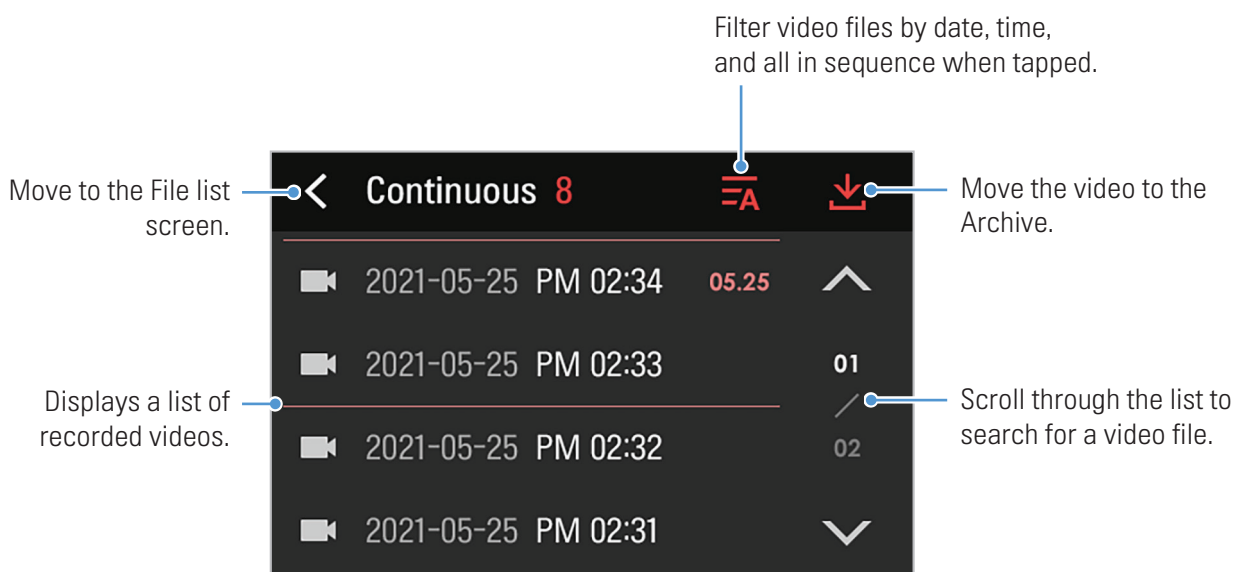 Filter video files by date, time,
and all in sequence when tapped.
Move to the File list
screen.
Continuous 8
A
Move the video to the
Archive.
2021-05-25 PM 02:34 05.25
2021-05-25 PM 02:33
01
Displays a list of
recorded videos.
Scroll through the list to
search for a video file.
2021-05-25 PM 02:32
02
2021-05-25 PM 02:31